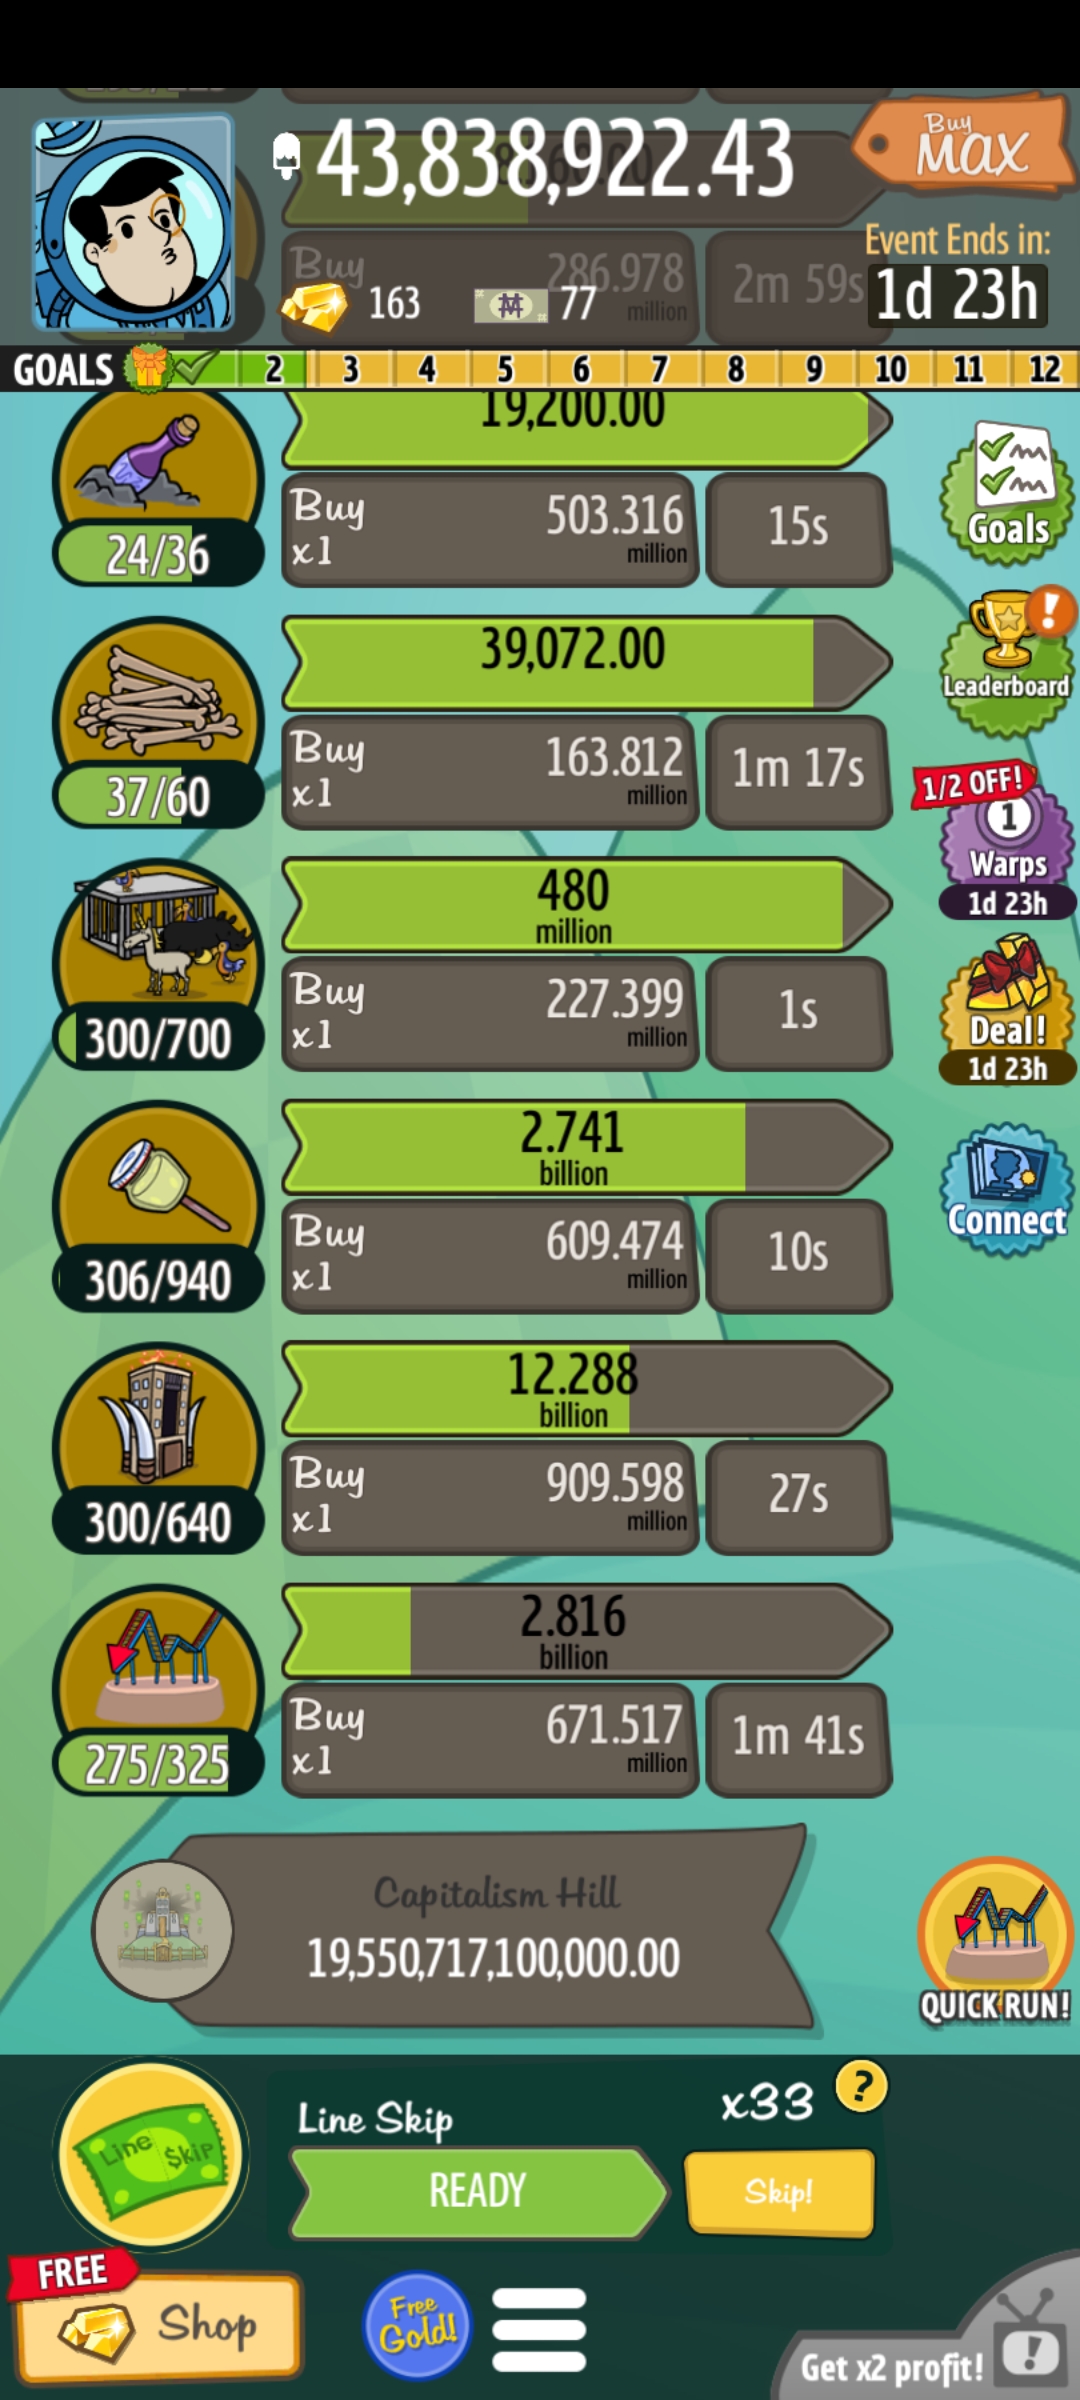 43,838,922.43
Buy
MAX
Buy
286.978
million
2m 59s
163
77
Event Ends in:
1d 23h
GOALS
2 3 4 5 6 7 8 9 10 11 12
19,200.00
24/36
Buy
x1
503.316
million
15s
Goals
39,072.00
37/60
Buy
x1
163.812
million
1m 17s
Leaderboard
1/2 OFF!
1
Warps
1d 23h
480
million
300/700
Buy
x1
227.399
million
1s
Deal!
1d 23h
2.741
billion
306/940
Buy
x1
609.474
million
10s
Connect
12.288
billion
300/640
Buy
x1
909.598
million
27s
2.816
billion
275/325
Buy
x1
671.517
million
1m 41s
Capitalism Hill
19,550,717,100,000.00
QUICK RUN!
Line $kip
Line Skip
x33
?
READY
Skip!
FREE
Shop
Free
Gold!
Get x2 profit!